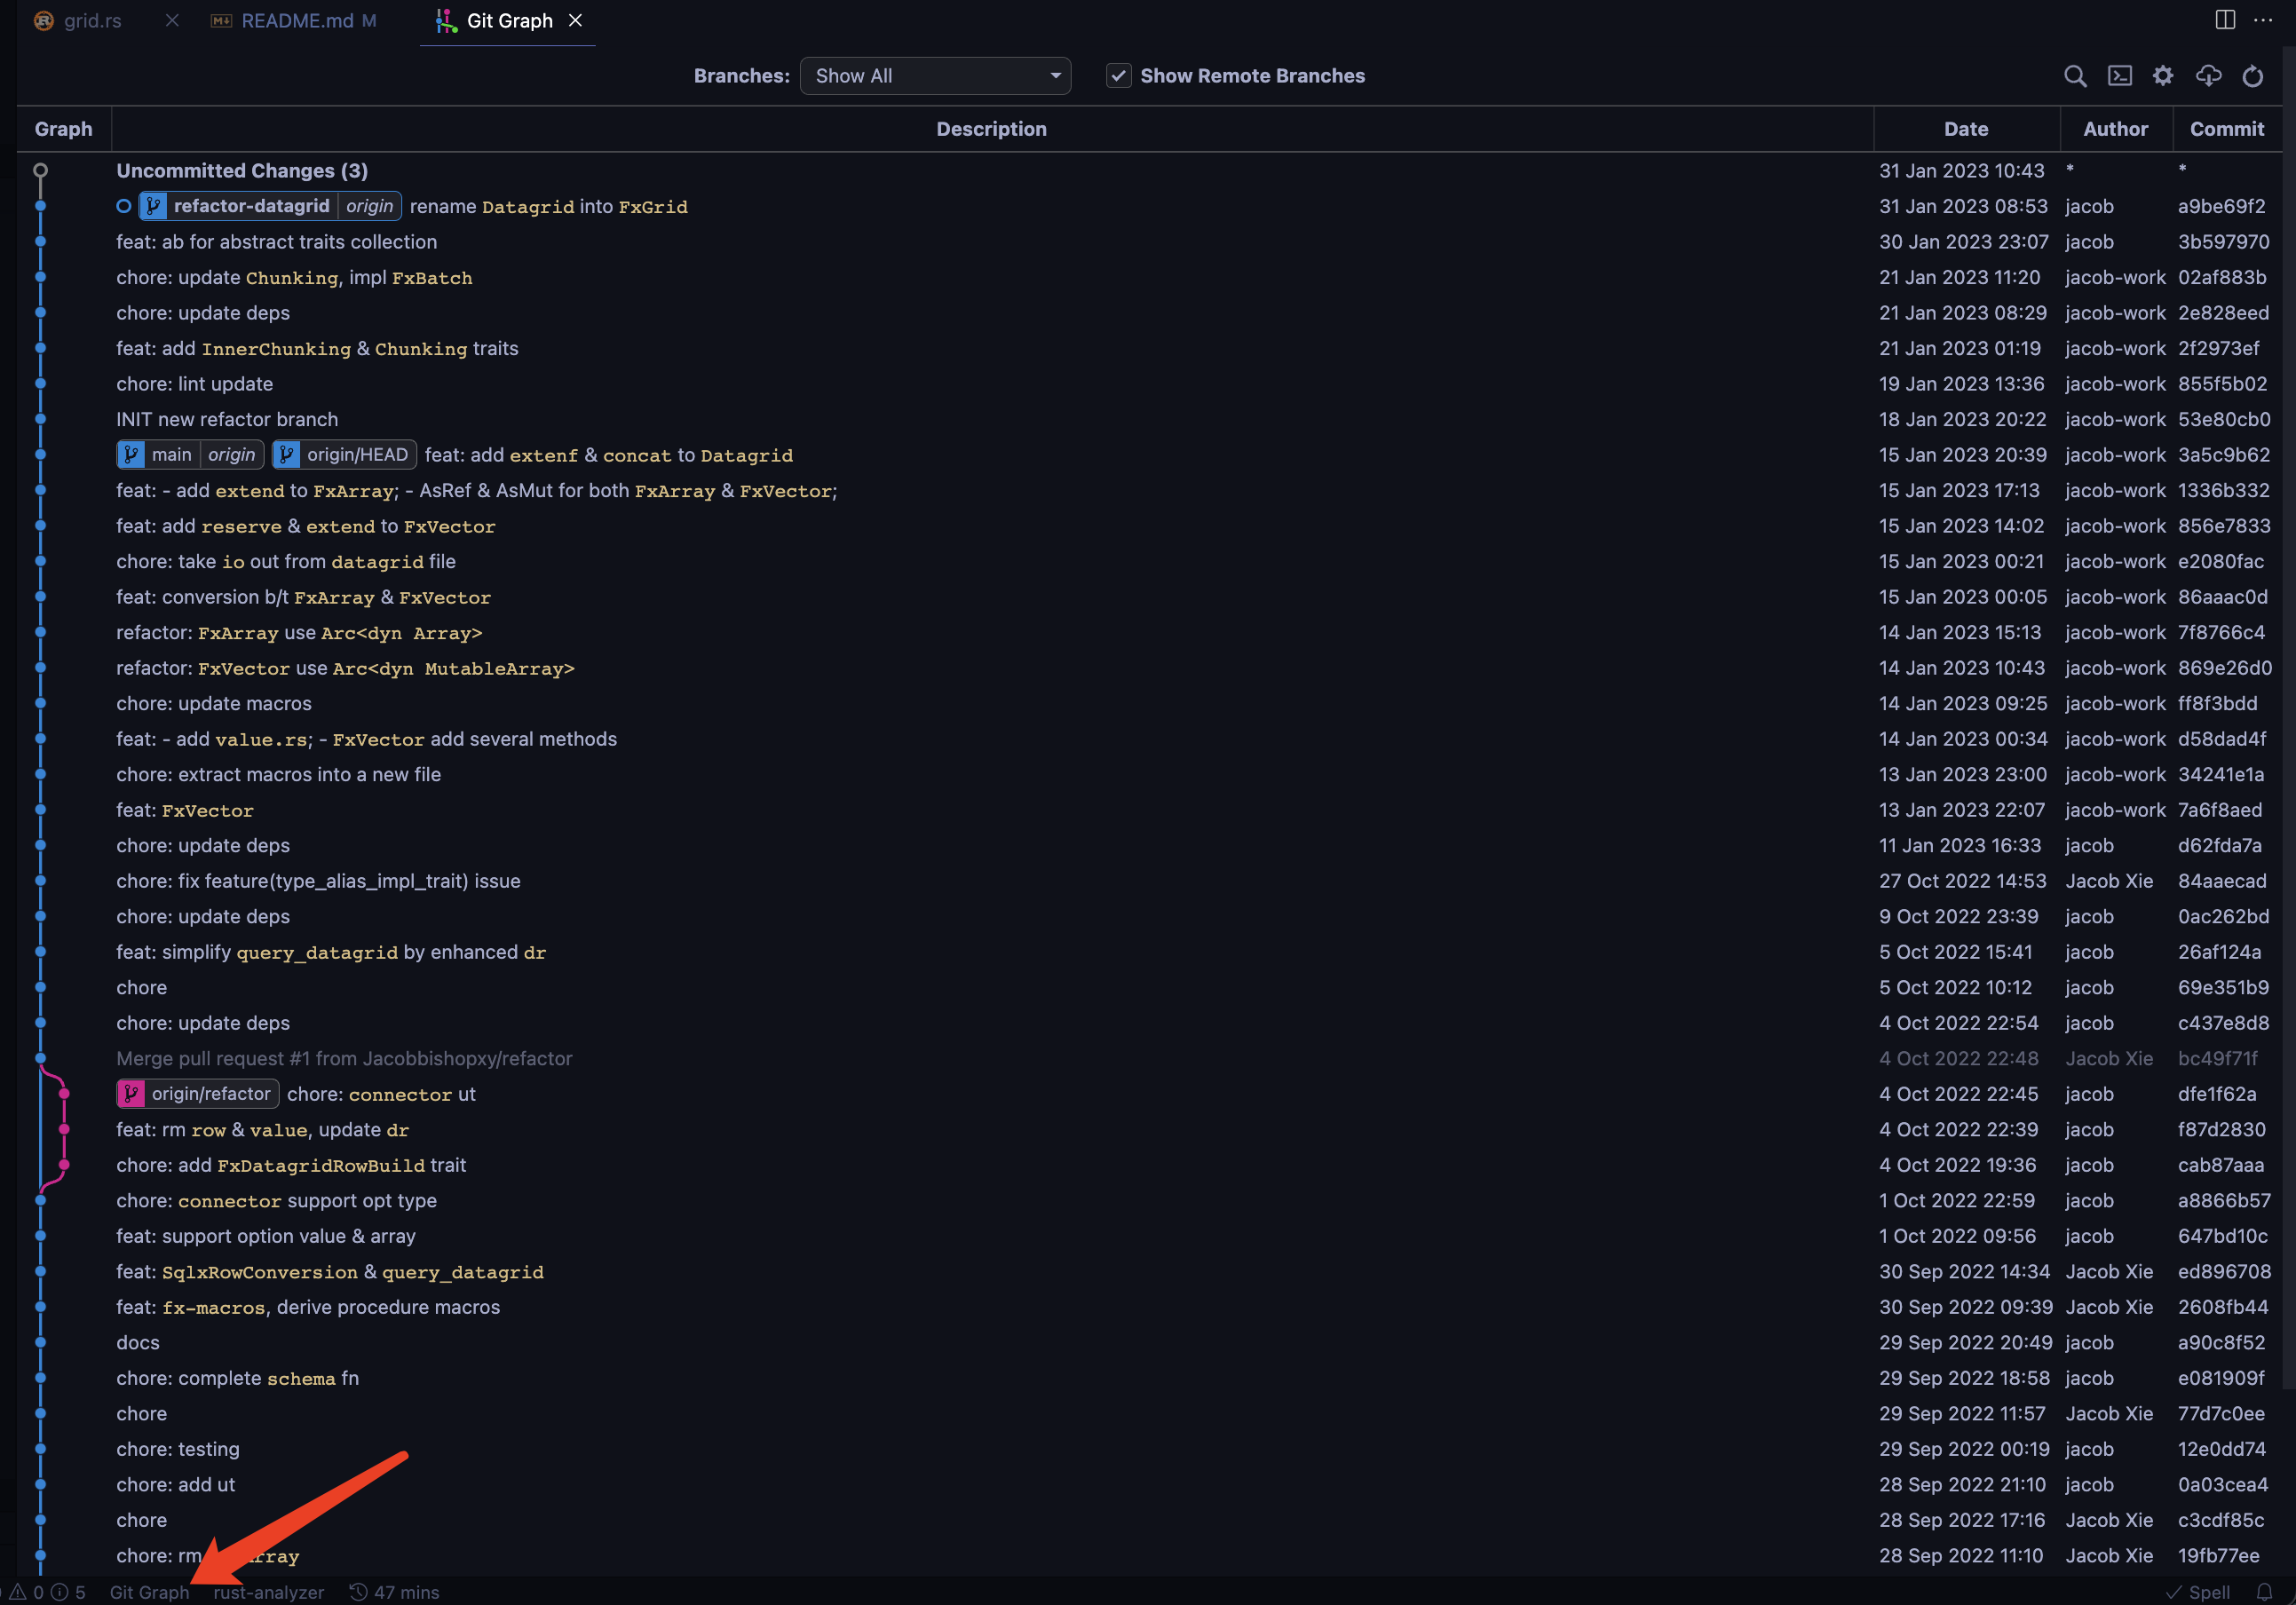 grid.rs README.md M Git Graph
Branches: Show All Show Remote Branches
Graph Description Date Author Commit
Uncommitted Changes (3) 31 Jan 2023 10:43 * *
refactor-datagrid origin rename Datagrid into FxGrid 31 Jan 2023 08:53 jacob a9be69f2
feat: ab for abstract traits collection 30 Jan 2023 23:07 jacob 3b597970
chore: update Chunking, impl FxBatch 21 Jan 2023 11:20 jacob-work 02af883b
chore: update deps 21 Jan 2023 08:29 jacob-work 2e828eed
feat: add InnerChunking & Chunking traits 21 Jan 2023 01:19 jacob-work 2f2973ef
chore: lint update 19 Jan 2023 13:36 jacob-work 855f5b02
INIT new refactor branch 18 Jan 2023 20:22 jacob-work 53e80cb0
main origin origin/HEAD feat: add extenf & concat to Datagrid 15 Jan 2023 20:39 jacob-work 3a5c9b62
feat: - add extend to FxArray; - AsRef & AsMut for both FxArray & FxVector; 15 Jan 2023 17:13 jacob-work 1336b332
feat: add reserve & extend to FxVector 15 Jan 2023 14:02 jacob-work 856e7833
chore: take io out from datagrid file 15 Jan 2023 00:21 jacob-work e2080fac
feat: conversion b/t FxArray & FxVector 15 Jan 2023 00:05 jacob-work 86aaac0d
refactor: FxArray use Arc<dyn Array> 14 Jan 2023 15:13 jacob-work 7f8766c4
refactor: FxVector use Arc<dyn MutableArray> 14 Jan 2023 10:43 jacob-work 869e26d0
chore: update macros 14 Jan 2023 09:25 jacob-work ff8f3bdd
feat: - add value.rs; - FxVector add several methods 14 Jan 2023 00:34 jacob-work d58dad4f
chore: extract macros into a new file 13 Jan 2023 23:00 jacob-work 34241e1a
feat: FxVector 13 Jan 2023 22:07 jacob-work 7a6f8aed
chore: update deps 11 Jan 2023 16:33 jacob d62fda7a
chore: fix feature(type_alias_impl_trait) issue 27 Oct 2022 14:53 Jacob Xie 84aaecad
chore: update deps 9 Oct 2022 23:39 jacob 0ac262bd
feat: simplify query_datagrid by enhanced dr 5 Oct 2022 15:41 jacob 26af124a
chore 5 Oct 2022 10:12 jacob 69e351b9
chore: update deps 4 Oct 2022 22:54 jacob c437e8d8
Merge pull request #1 from Jacobbishopxy/refactor 4 Oct 2022 22:48 Jacob Xie bc49f71f
origin/refactor chore: connector ut 4 Oct 2022 22:45 jacob dfe1f62a
feat: rm row & value, update dr 4 Oct 2022 22:39 jacob f87d2830
chore: add FxDatagridRowBuild trait 4 Oct 2022 19:36 jacob cab87aaa
chore: connector support opt type 1 Oct 2022 22:59 jacob a8866b57
feat: support option value & array 1 Oct 2022 09:56 jacob 647bd10c
feat: SqlxRowConversion & query_datagrid 30 Sep 2022 14:34 Jacob Xie ed896708
feat: fx-macros, derive procedure macros 30 Sep 2022 09:39 Jacob Xie 2608fb44
docs 29 Sep 2022 20:49 jacob a90c8f52
chore: complete schema fn 29 Sep 2022 18:58 jacob e081909f
chore 29 Sep 2022 11:57 Jacob Xie 77d7c0ee
chore: testing 29 Sep 2022 00:19 jacob 12e0dd74
chore: add ut 28 Sep 2022 21:10 jacob 0a03cea4
chore 28 Sep 2022 17:16 Jacob Xie c3cdf85c
chore: rm 28 Sep 2022 11:10 Jacob Xie 19fb77ee
0 5 Git Graph rust-analyzer 47 mins Spell